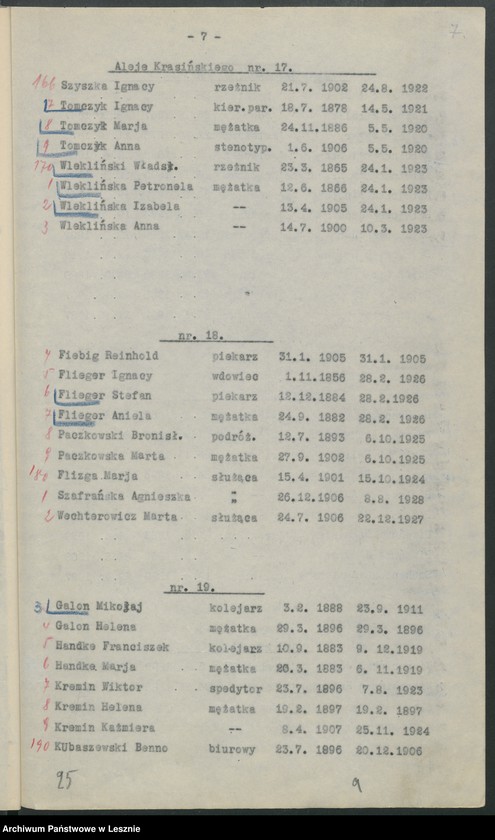 - 7 -
7.
Aleje Krasińskiego nr. 17.
166 Szyszka Ignacy rzeźnik 21.7. 1902 24.8. 1922
7 Tomczyk Ignacy kier.par. 18.7. 1878 14.5. 1921
8 Tomczyk Marja mężatka 24.11.1886 5.5. 1920
9 Tomczyk Anna stenotyp. 1.6. 1906 5.5. 1920
170 Wlekliński Władsł. rzeźnik 23.3. 1865 24.1. 1923
1 Wleklińska Petronela mężatka 12.6. 1866 24.1. 1923
2 Wleklińska Izabela -- 13.4. 1905 24.1. 1923
3 Wleklińska Anna -- 14.7. 1900 10.3. 1923
nr. 18.
4 Fiebig Reinhold piekarz 31.1. 1905 31.1. 1905
5 Flieger Ignacy wdowiec 1.11.1856 28.2. 1926
6 Flieger Stefan piekarz 12.12.1884 28.2.1926
7 Flieger Aniela mężatka 24.9. 1882 28.2. 1926
8 Paczkowski Bronisł. podróż. 12.7. 1893 6.10.1925
9 Paczkowska Marta mężatka 27.9. 1902 6.10.1925
180 Flizga Marja służąca 15.4. 1901 15.10.1924
1 Szafrańska Agnieszka " 26.12.1906 8.8. 1928
2 Wechterowicz Marta służąca 24.7. 1906 22.12.1927
nr. 19.
3 Galon Mikołaj kolejarz 3.2. 1888 23.9. 1911
4 Galon Helena mężatka 29.3. 1896 29.3. 1896
5 Handke Franciszek kolejarz 10.9. 1883 9. 12.1919
6 Handke Marja mężatka 20.3. 1883 6. 11.1919
7 Kremin Wiktor spedytor 23.7. 1896 7.8. 1923
8 Kremin Helena mężatka 19.2. 1897 19.2. 1897
9 Kremin Kaźmiera -- 8.4. 1907 25.11. 1924
190 KUbaszewski Benno biurowy 23.7. 1896 20.12.1906
25
9
Archiwum Państwowe w Lesznie